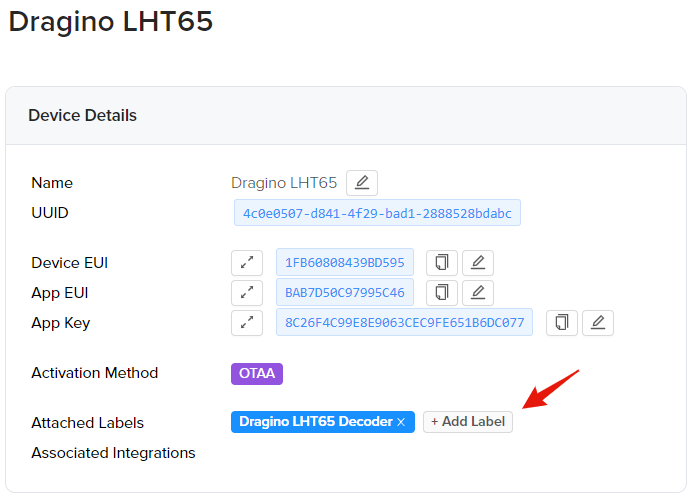 Dragino LHT65
Device Details
Name Dragino LHT65
UUID 4c0e0507-d841-4f29-bad1-2888528bdabc
Device EUI 1FB60808439BD595
App EUI BAB7D50C97995C46
App Key 8C26F4C99E8E9063CEC9FE651B6DC077
Activation Method OTAA
Attached Labels Dragino LHT65 Decoder × + Add Label
Associated Integrations